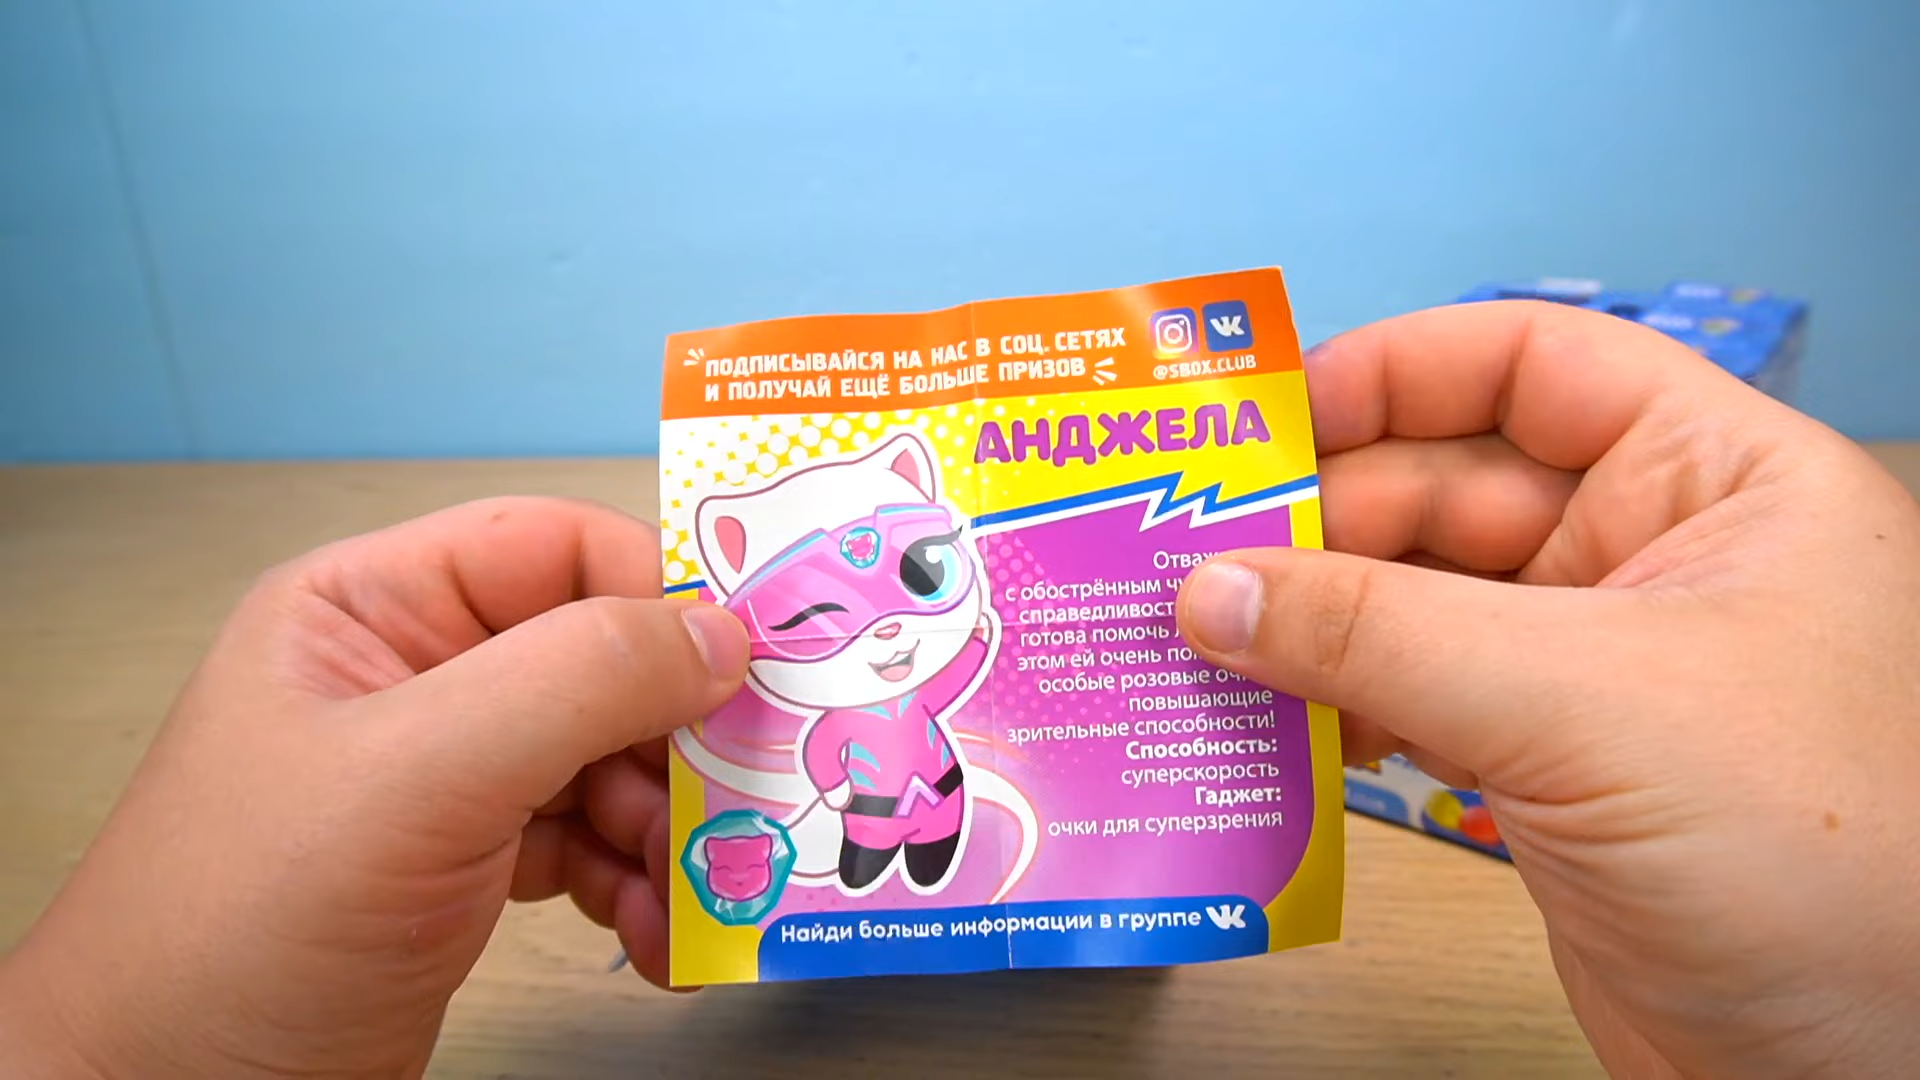 ПОДПИСЫВАЙСЯ НА НАС В СОЦ. СЕТЯХ
И ПОЛУЧАЙ ЕЩЁ БОЛЬШЕ ПРИЗОВ
@SBOX.CLUB
АНДЖЕЛА
с обострённым
готова помочь
этом ей очень
особые розовые
повышающие
зрительные способности!
Способность:
суперскорость
Гаджет:
очки для суперзрения
Найди больше информации в группе